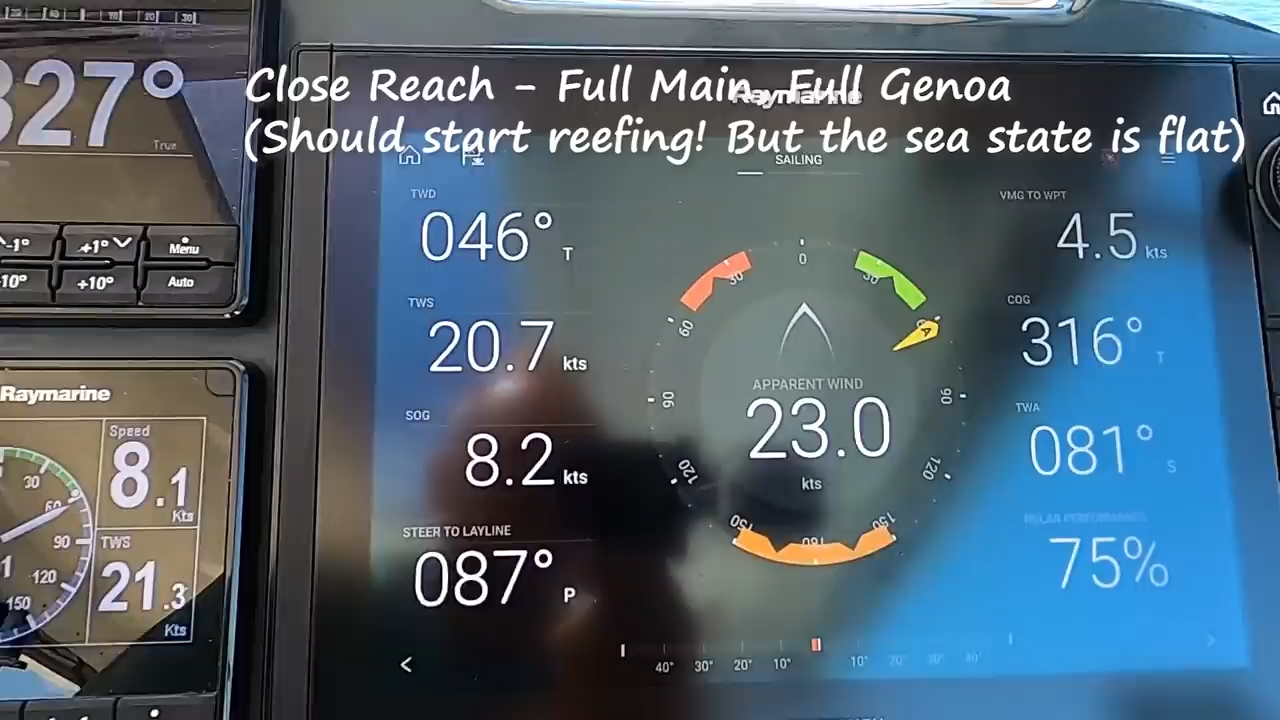 Close Reach - Full Main, Full Genoa
(Should start reefing! But the sea state is flat)
327°
True
-1°
+1°
Menu
-10°
+10°
Auto
Raymarine
Speed
8.1
Kts
TWS
21.3
Kts
30
60
90
120
150
Raymarine
SAILING
TWD
046° T
TWS
20.7 kts
SOG
8.2 kts
STEER TO LAYLINE
087° P
0
30
30
60
90
90
120
120
150
150
180
A
APPARENT WIND
23.0
kts
VMG TO WPT
4.5 kts
COG
316° T
TWA
081° S
POLAR PERFORMANCE
75%
40° 30° 20° 10° 10° 20° 30° 40°